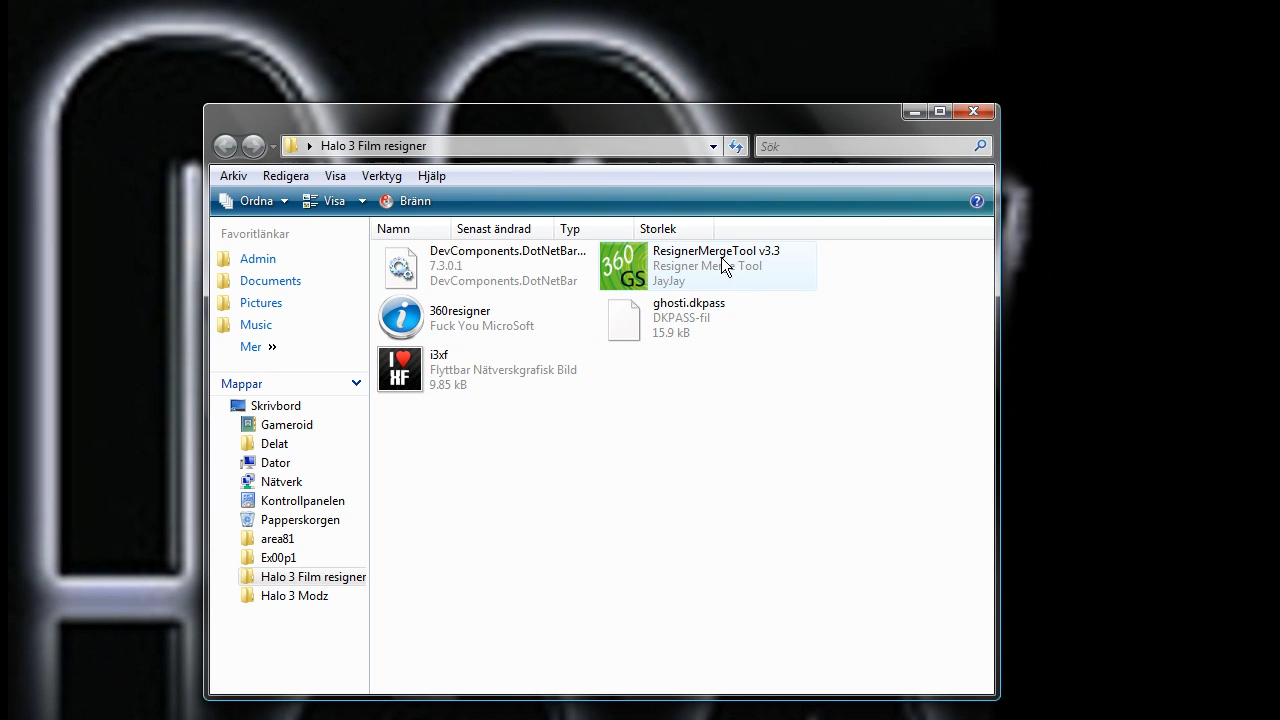 Halo 3 Film resigner
Sök
Arkiv Redigera Visa Verktyg Hjälp
Ordna Visa Bränn
Favoritlänkar
Admin
Documents
Pictures
Music
Mer »
Mappar
Skrivbord
Gameroid
Delat
Dator
Nätverk
Kontrollpanelen
Papperskorgen
area81
Ex00p1
Halo 3 Film resigner
Halo 3 Modz
Namn Senast ändrad Typ Storlek
DevComponents.DotNetBar...
7.3.0.1
DevComponents.DotNetBar
360
GS
ResignerMergeTool v3.3
Resigner Merge Tool
JayJay
360resigner
Fuck You MicroSoft
ghosti.dkpass
DKPASS-fil
15.9 kB
I ♥
XF
i3xf
Flyttbar Nätverskgrafisk Bild
9.85 kB